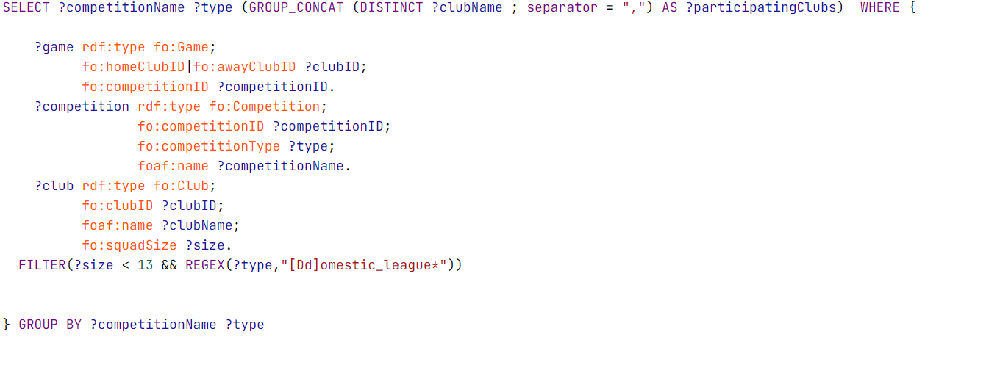 SELECT ?competitionName ?type (GROUP_CONCAT (DISTINCT ?clubName ; separator = ",") AS ?participatingClubs)  WHERE {
?game rdf:type fo:Game;
fo:homeClubID|fo:awayClubID ?clubID;
fo:competitionID ?competitionID.
?competition rdf:type fo:Competition;
fo:competitionID ?competitionID;
fo:competitionType ?type;
foaf:name ?competitionName.
?club rdf:type fo:Club;
fo:clubID ?clubID;
foaf:name ?clubName;
fo:squadSize ?size.
FILTER(?size < 13 && REGEX(?type,"[Dd]omestic_league*"))
} GROUP BY ?competitionName ?type